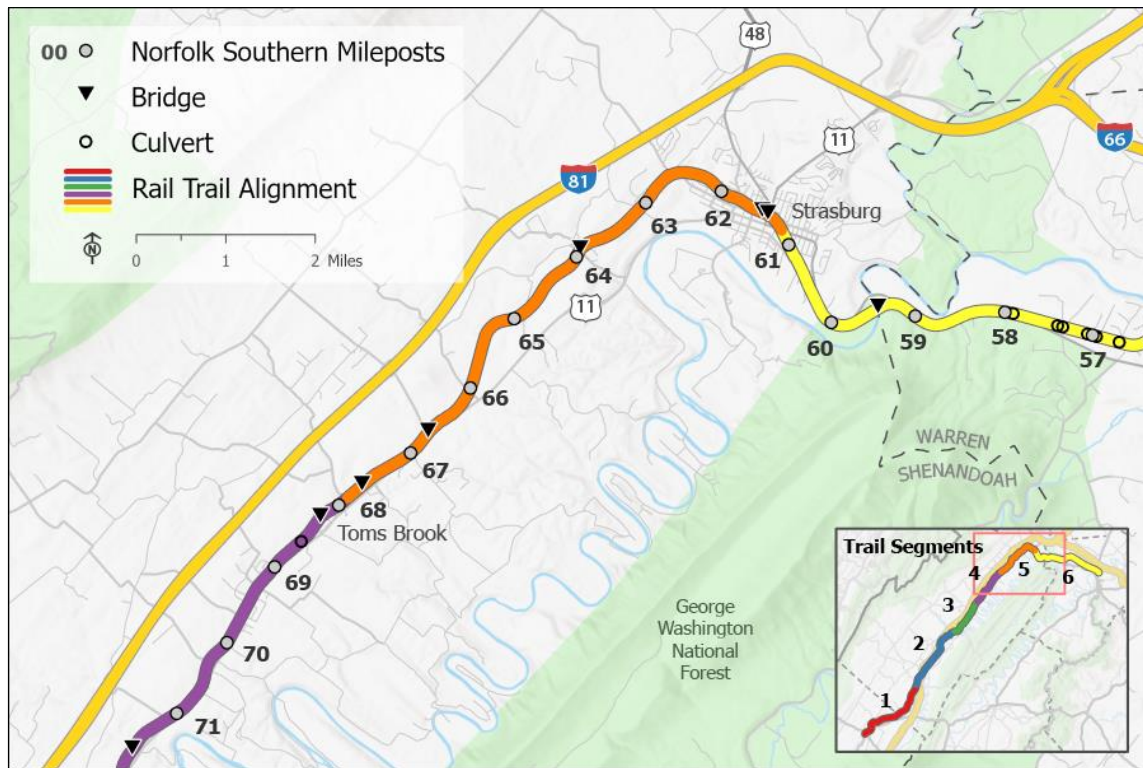 00 Norfolk Southern Mileposts
Bridge
Culvert
Rail Trail Alignment
N
0 1 2 Miles
48
11
66
81
63
62
Strasburg
61
64
11
65
60
59
58
57
66
67
WARREN
SHENANDOAH
68
Toms Brook
69
70
71
George
Washington
National
Forest
Trail Segments
4
5
6
3
2
1